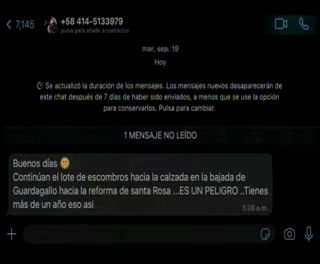 7,145
+58 414-5133979
pulsa para añadir a contactos
mar, sep. 19
Hoy
Se actualizó la duración de los mensajes. Los mensajes nuevos desaparecerán de
este chat después de 7 días de haber sido enviados, a menos que se use la opción
para conservarlos. Pulsa para cambiar.
1 MENSAJE NO LEÍDO
Buenos días 🌞
Continúan el lote de escombros hacia la calzada en la bajada de
Guardagallo hacia la reforma de santa Rosa ...ES UN PELIGRO ..Tienes
más de un año eso asi
5:26 a.m.